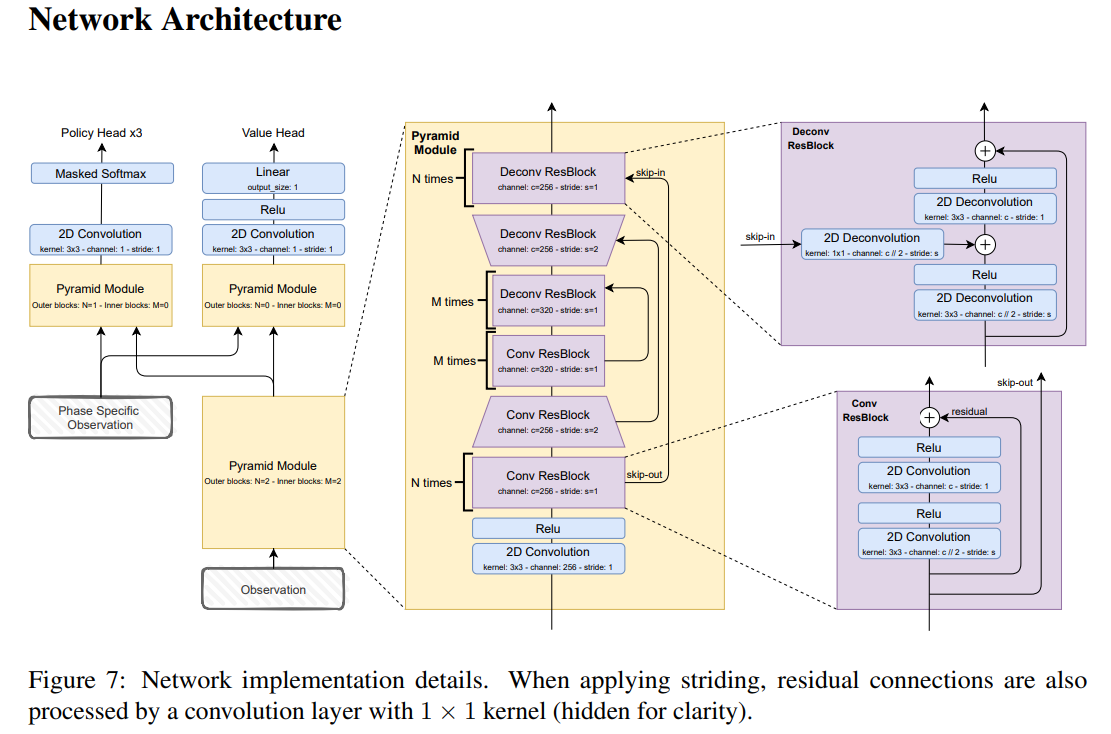 Network Architecture
Policy Head x3
Value Head
Masked Softmax
Linear
output_size: 1
Relu
2D Convolution
kernel: 3x3 - channel: 1 - stride: 1
2D Convolution
kernel: 3x3 - channel: 1 - stride: 1
Pyramid Module
Outer blocks: N=1 - Inner blocks: M=0
Pyramid Module
Outer blocks: N=0 - Inner blocks: M=0
Phase Specific
Observation
Pyramid Module
Outer blocks: N=2 - Inner blocks: M=2
Observation
Pyramid
Module
N times
Deconv ResBlock
channel: c=256 - stride: s=1
skip-in
Deconv ResBlock
channel: c=256 - stride: s=2
M times
Deconv ResBlock
channel: c=320 - stride: s=1
M times
Conv ResBlock
channel: c=320 - stride: s=1
Conv ResBlock
channel: c=256 - stride: s=2
N times
Conv ResBlock
channel: c=256 - stride: s=1
skip-out
Relu
2D Convolution
kernel: 3x3 - channel: 256 - stride: 1
Deconv
ResBlock
+
Relu
2D Deconvolution
kernel: 3x3 - channel: c - stride: 1
skip-in
2D Deconvolution
kernel: 1x1 - channel: c // 2 - stride: s
+
Relu
2D Deconvolution
kernel: 3x3 - channel: c // 2 - stride: s
skip-out
Conv
ResBlock
+
residual
Relu
2D Convolution
kernel: 3x3 - channel: c - stride: 1
Relu
2D Convolution
kernel: 3x3 - channel: c // 2 - stride: s
Figure 7: Network implementation details. When applying striding, residual connections are also
processed by a convolution layer with 1 × 1 kernel (hidden for clarity).